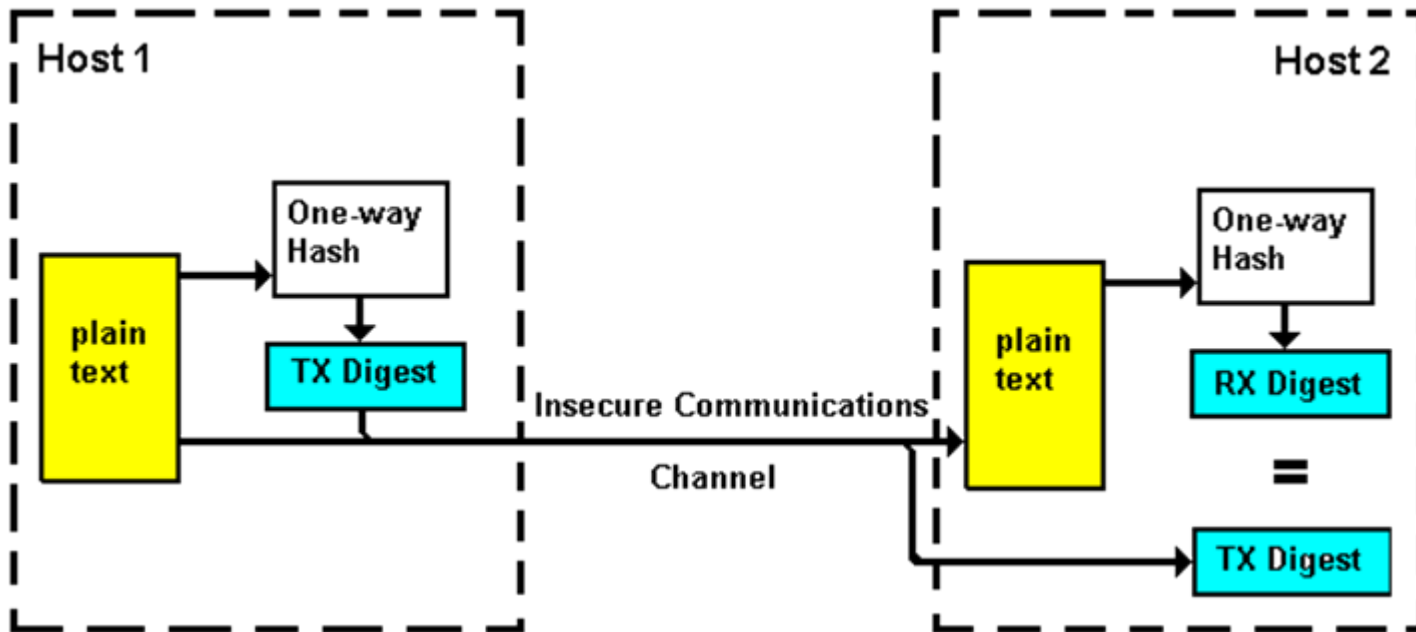 Host 1
One-way
Hash
plain
text
TX Digest
Insecure Communications
Channel
Host 2
One-way
Hash
plain
text
RX Digest
=
TX Digest